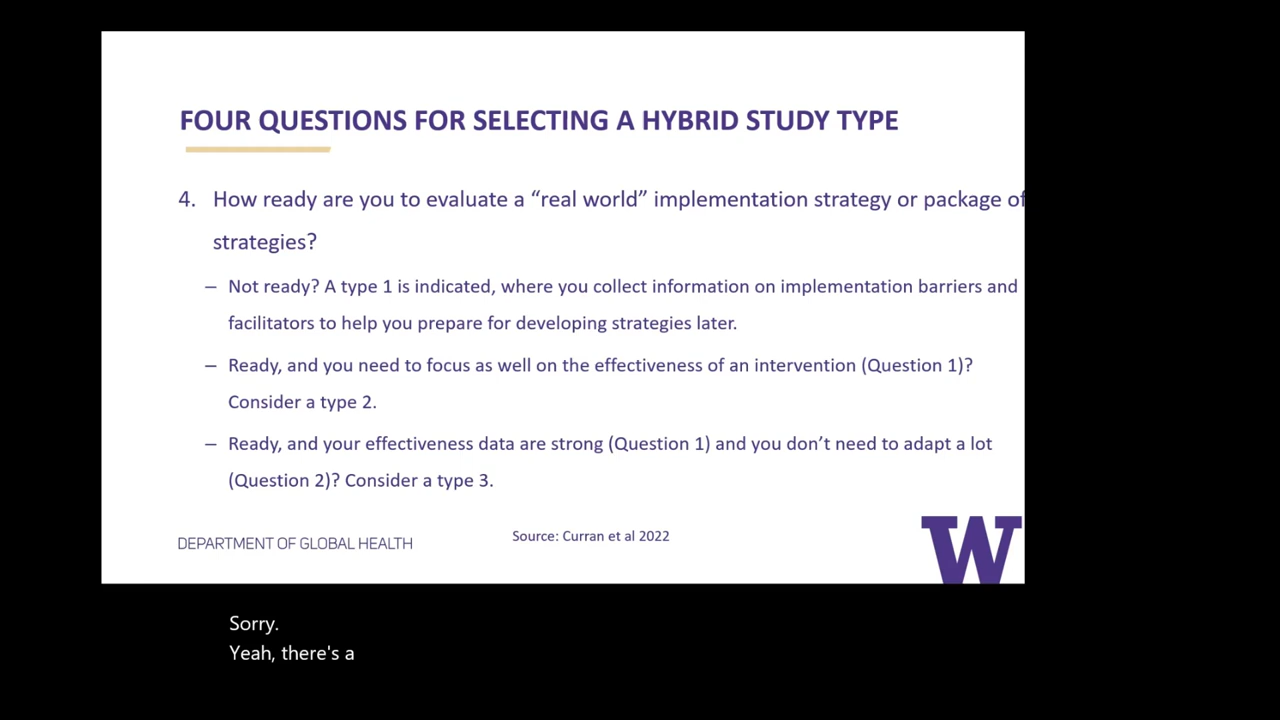 FOUR QUESTIONS FOR SELECTING A HYBRID STUDY TYPE
4. How ready are you to evaluate a “real world” implementation strategy or package of
strategies?
– Not ready? A type 1 is indicated, where you collect information on implementation barriers and
facilitators to help you prepare for developing strategies later.
– Ready, and you need to focus as well on the effectiveness of an intervention (Question 1)?
Consider a type 2.
– Ready, and your effectiveness data are strong (Question 1) and you don’t need to adapt a lot
(Question 2)? Consider a type 3.
Source: Curran et al 2022
DEPARTMENT OF GLOBAL HEALTH
W
Sorry.
Yeah, there's a